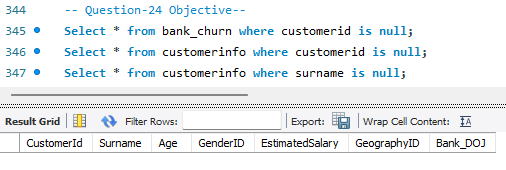 344 -- Question-24 Objective--
345 Select * from bank_churn where customerid is null;
346 Select * from customerinfo where customerid is null;
347 Select * from customerinfo where surname is null;
Result Grid Filter Rows: Export: Wrap Cell Content:
CustomerId Surname Age GenderID EstimatedSalary GeographyID Bank_DOJ